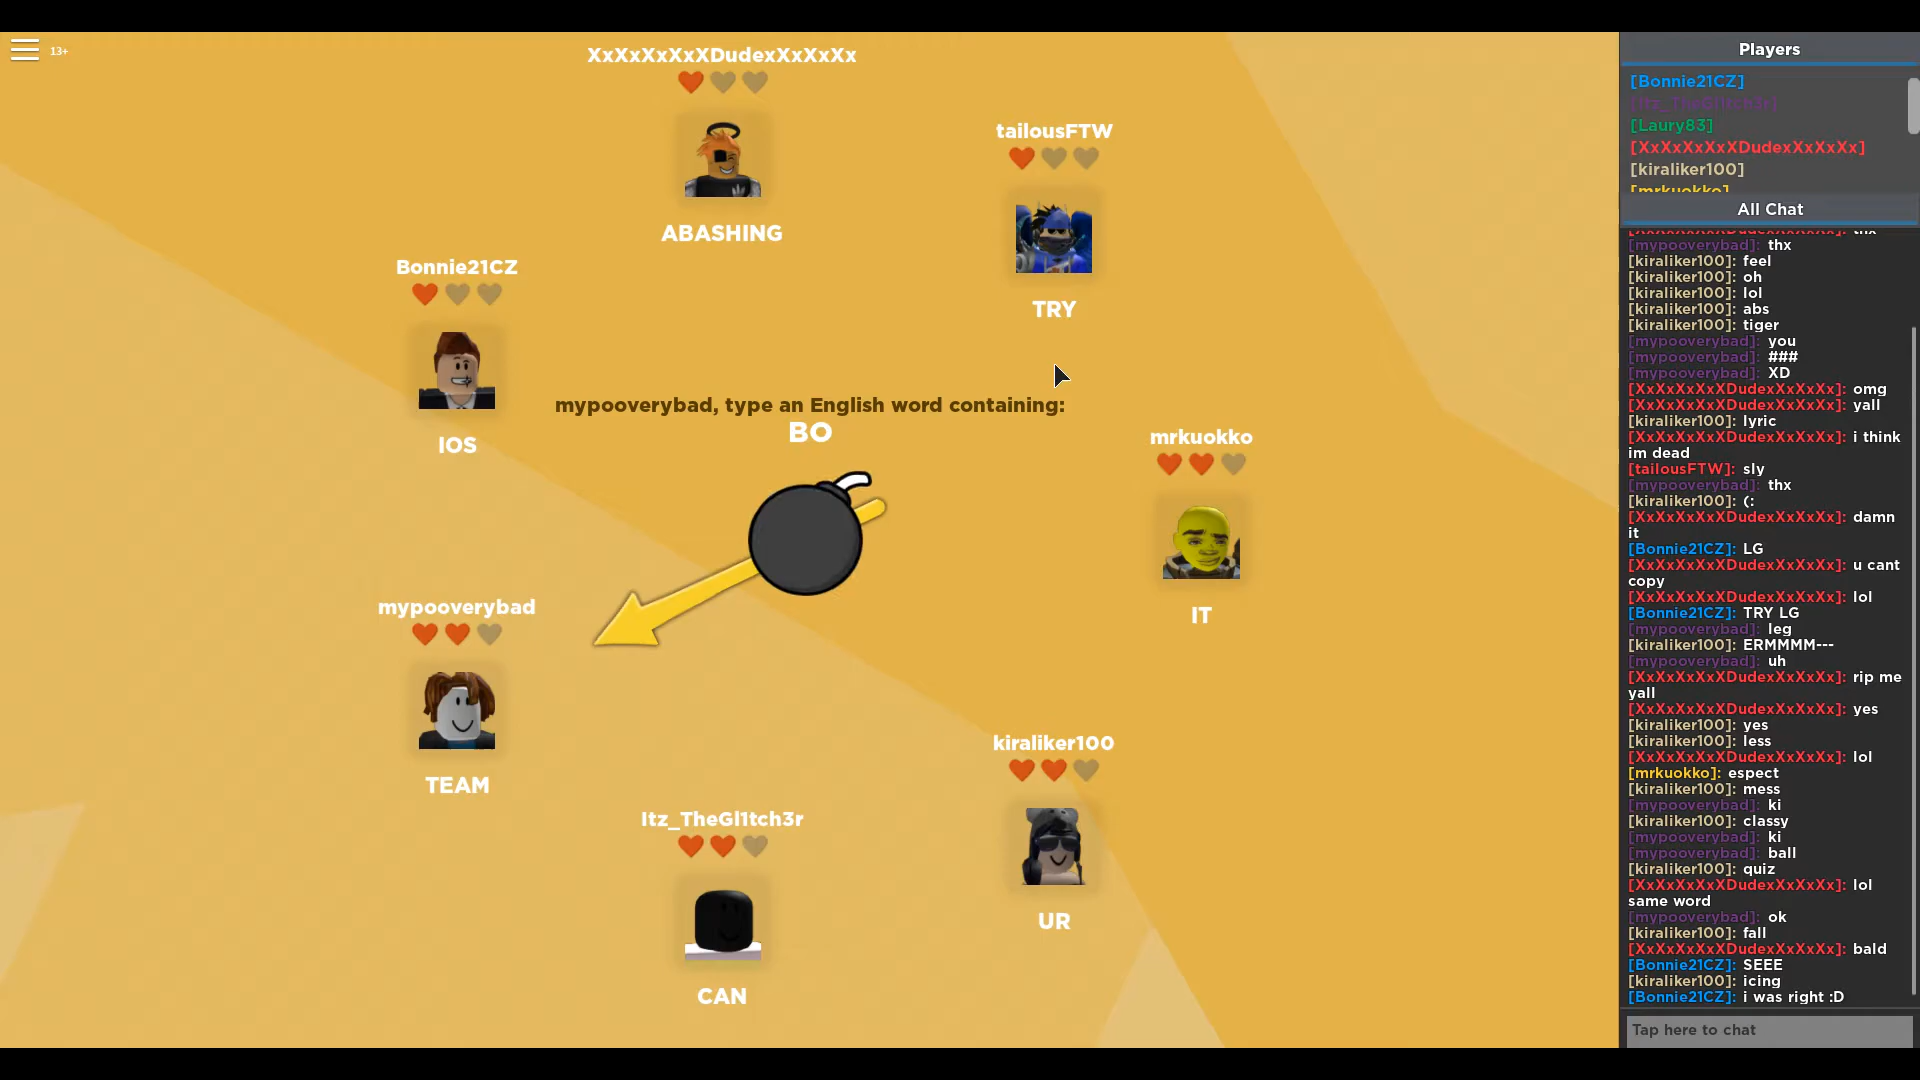 13+
XxXxXxXxXDudexXxXxXx
tailousFTW
ABASHING
Bonnie21CZ
TRY
mypooverybad, type an English word containing:
BO
IOS
mrkuokko
mypooverybad
IT
kiraliker100
TEAM
Itz_TheGl1tch3r
UR
CAN
Players
[Bonnie21CZ]
[Itz_TheGl1tch3r]
[Laury83]
[XxXxXxXxXDudexXxXxXx]
[kiraliker100]
[mrkuokko]
All Chat
[XxXxXxXxXDudexXxXxXx]: thx
[mypooverybad]: thx
[kiraliker100]: feel
[kiraliker100]: oh
[kiraliker100]: lol
[kiraliker100]: abs
[kiraliker100]: tiger
[mypooverybad]: you
[mypooverybad]: ###
[mypooverybad]: XD
[XxXxXxXxXDudexXxXxXx]: omg
[XxXxXxXxXDudexXxXxXx]: yall
[kiraliker100]: lyric
[XxXxXxXxXDudexXxXxXx]: i think
im dead
[tailousFTW]: sly
[mypooverybad]: thx
[kiraliker100]: (:
[XxXxXxXxXDudexXxXxXx]: damn
it
[Bonnie21CZ]: LG
[XxXxXxXxXDudexXxXxXx]: u cant
copy
[XxXxXxXxXDudexXxXxXx]: lol
[Bonnie21CZ]: TRY LG
[mypooverybad]: leg
[kiraliker100]: ERMMMM---
[mypooverybad]: uh
[XxXxXxXxXDudexXxXxXx]: rip me
yall
[XxXxXxXxXDudexXxXxXx]: yes
[kiraliker100]: yes
[kiraliker100]: less
[XxXxXxXxXDudexXxXxXx]: lol
[mrkuokko]: espect
[kiraliker100]: mess
[mypooverybad]: ki
[kiraliker100]: classy
[mypooverybad]: ki
[mypooverybad]: ball
[kiraliker100]: quiz
[XxXxXxXxXDudexXxXxXx]: lol
same word
[mypooverybad]: ok
[kiraliker100]: fall
[XxXxXxXxXDudexXxXxXx]: bald
[Bonnie21CZ]: SEEE
[kiraliker100]: icing
[Bonnie21CZ]: i was right :D
Tap here to chat